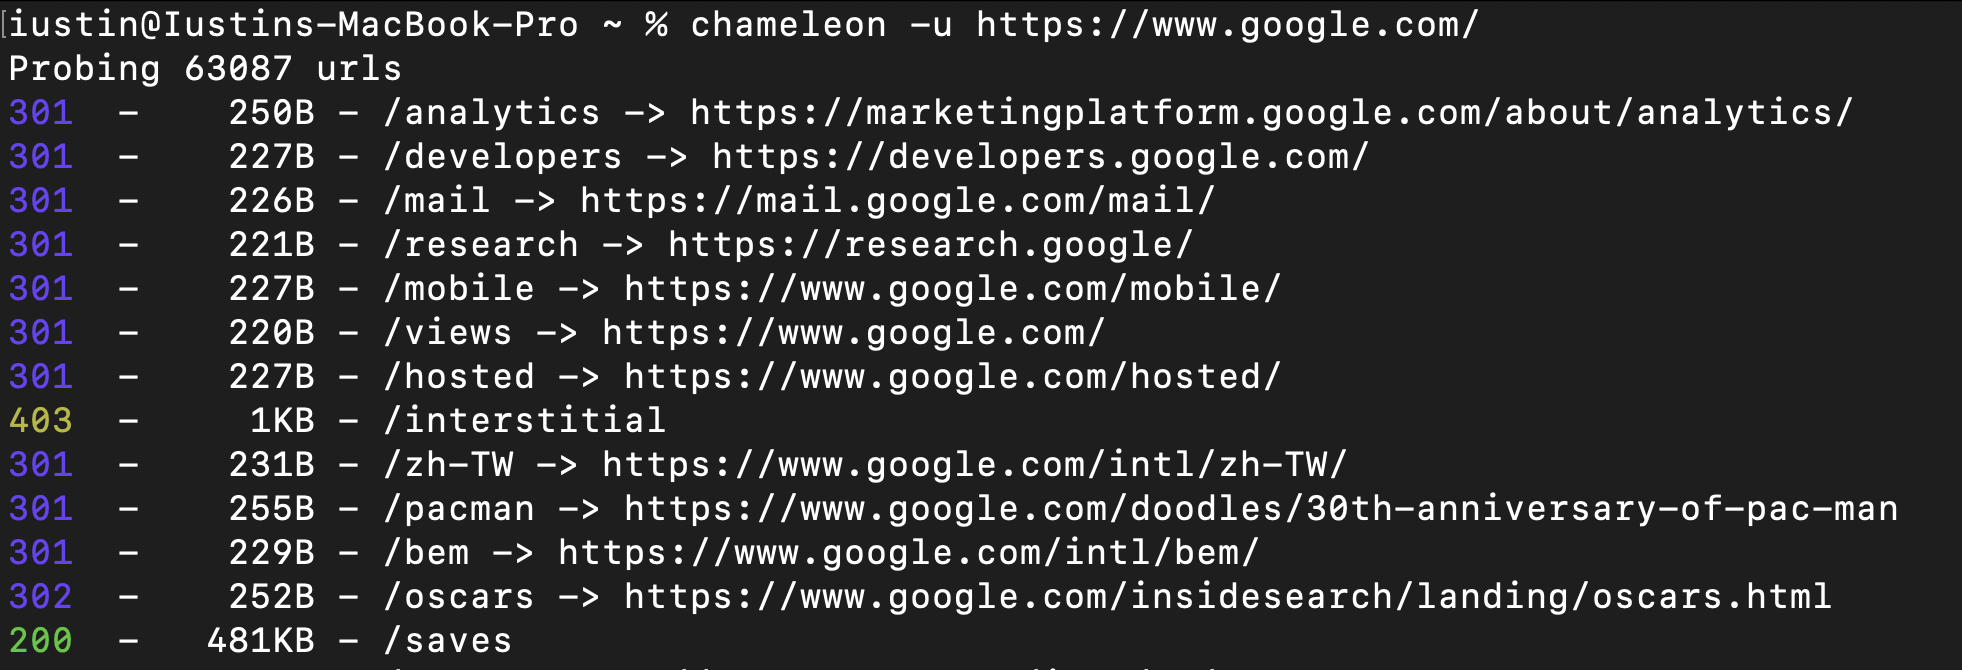 iustin@Iustins-MacBook-Pro ~ % chameleon -u https://www.google.com/
Probing 63087 urls
301  -    250B - /analytics -> https://marketingplatform.google.com/about/analytics/
301  -    227B - /developers -> https://developers.google.com/
301  -    226B - /mail -> https://mail.google.com/mail/
301  -    221B - /research -> https://research.google/
301  -    227B - /mobile -> https://www.google.com/mobile/
301  -    220B - /views -> https://www.google.com/
301  -    227B - /hosted -> https://www.google.com/hosted/
403  -     1KB - /interstitial
301  -    231B - /zh-TW -> https://www.google.com/intl/zh-TW/
301  -    255B - /pacman -> https://www.google.com/doodles/30th-anniversary-of-pac-man
301  -    229B - /bem -> https://www.google.com/intl/bem/
302  -    252B - /oscars -> https://www.google.com/insidesearch/landing/oscars.html
200  -   481KB - /saves